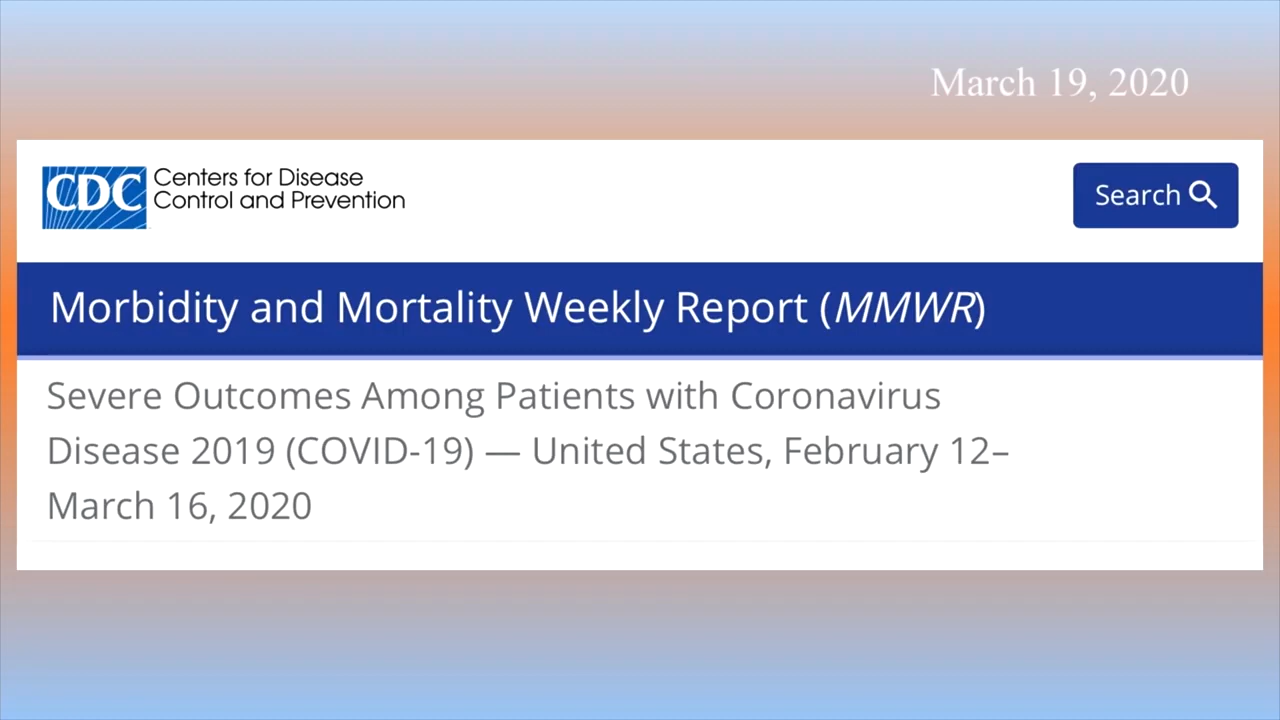 March 19, 2020
CDC Centers for Disease
Control and Prevention
Search
Morbidity and Mortality Weekly Report (MMWR)
Severe Outcomes Among Patients with Coronavirus
Disease 2019 (COVID-19) — United States, February 12–
March 16, 2020